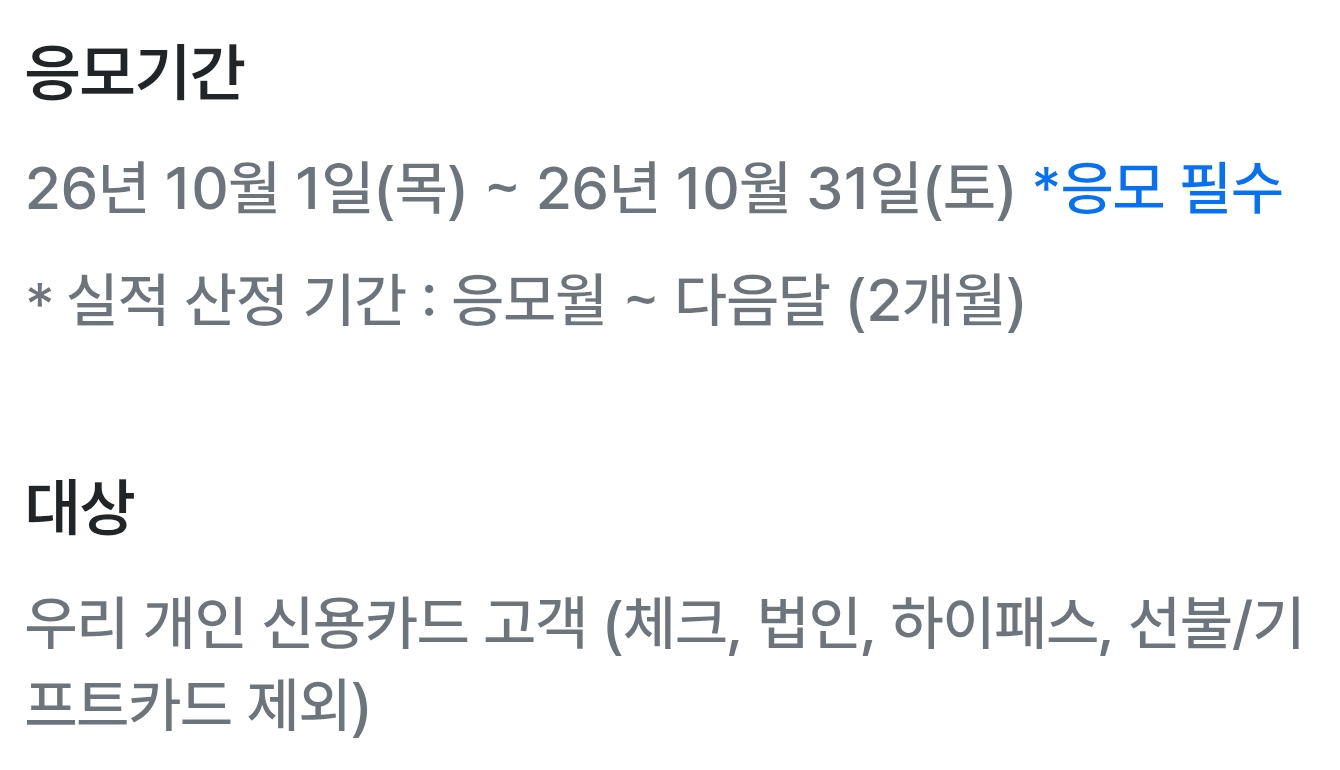 응모기간
26년 10월 1일(목) ~ 26년 10월 31일(토) *응모 필수
* 실적 산정 기간 : 응모월 ~ 다음달 (2개월)
대상
우리 개인 신용카드 고객 (체크, 법인, 하이패스, 선불/기
프트카드 제외)